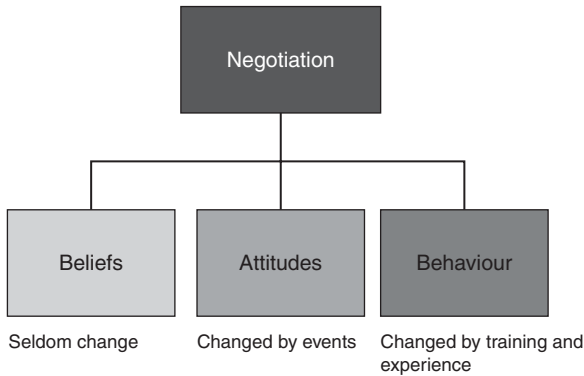 Negotiation
Beliefs
Attitudes
Behaviour
Seldom change
Changed by events
Changed by training and
experience